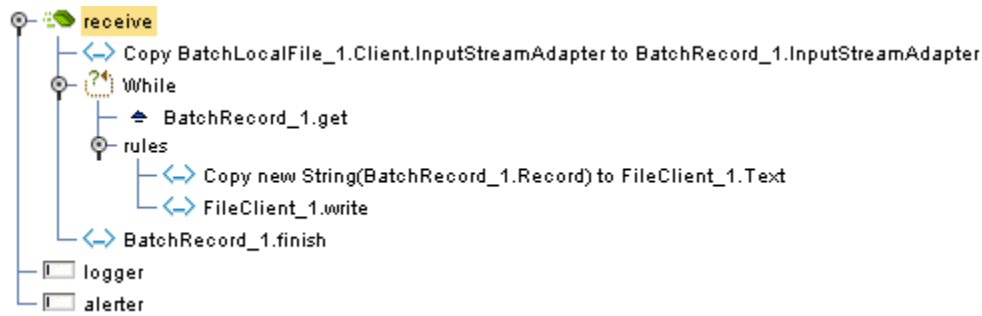 receive
Copy BatchLocalFile_1.Client.InputStreamAdapter to BatchRecord_1.InputStreamAdapter
While
BatchRecord_1.get
rules
Copy new String(BatchRecord_1.Record) to FileClient_1.Text
FileClient_1.write
BatchRecord_1.finish
logger
alerter